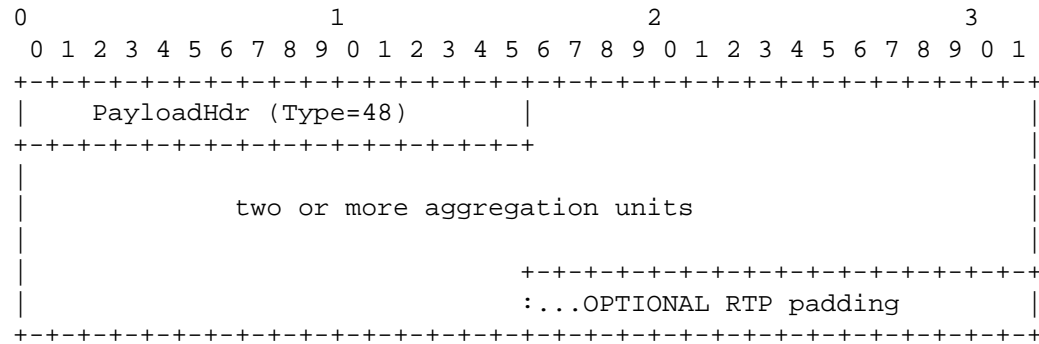 0                   1                   2                   3
 0 1 2 3 4 5 6 7 8 9 0 1 2 3 4 5 6 7 8 9 0 1 2 3 4 5 6 7 8 9 0 1
+-+-+-+-+-+-+-+-+-+-+-+-+-+-+-+-+-+-+-+-+-+-+-+-+-+-+-+-+-+-+-+-+
|    PayloadHdr (Type=48)       |                               |
+-+-+-+-+-+-+-+-+-+-+-+-+-+-+-+-+                               |
|                                                               |
|             two or more aggregation units                     |
|                                                               |
|                               +-+-+-+-+-+-+-+-+-+-+-+-+-+-+-+-+
|                               :...OPTIONAL RTP padding        |
+-+-+-+-+-+-+-+-+-+-+-+-+-+-+-+-+-+-+-+-+-+-+-+-+-+-+-+-+-+-+-+-+